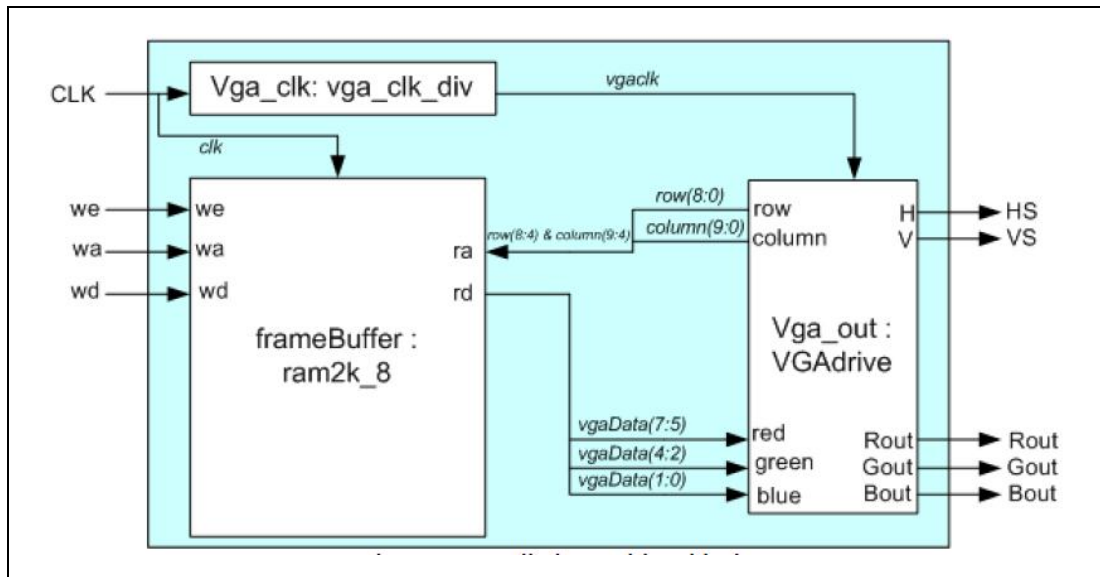 CLK
Vga_clk: vga_clk_div
vgaclk
clk
we
wa
wd
we
wa
wd
ra
rd
frameBuffer :
ram2k_8
row(8:0)
row(8:4) & column(9:4)
column(9:0)
row
column
H
V
HS
VS
Vga_out :
VGAdrive
vgaData(7:5)
vgaData(4:2)
vgaData(1:0)
red
green
blue
Rout
Gout
Bout
Rout
Gout
Bout